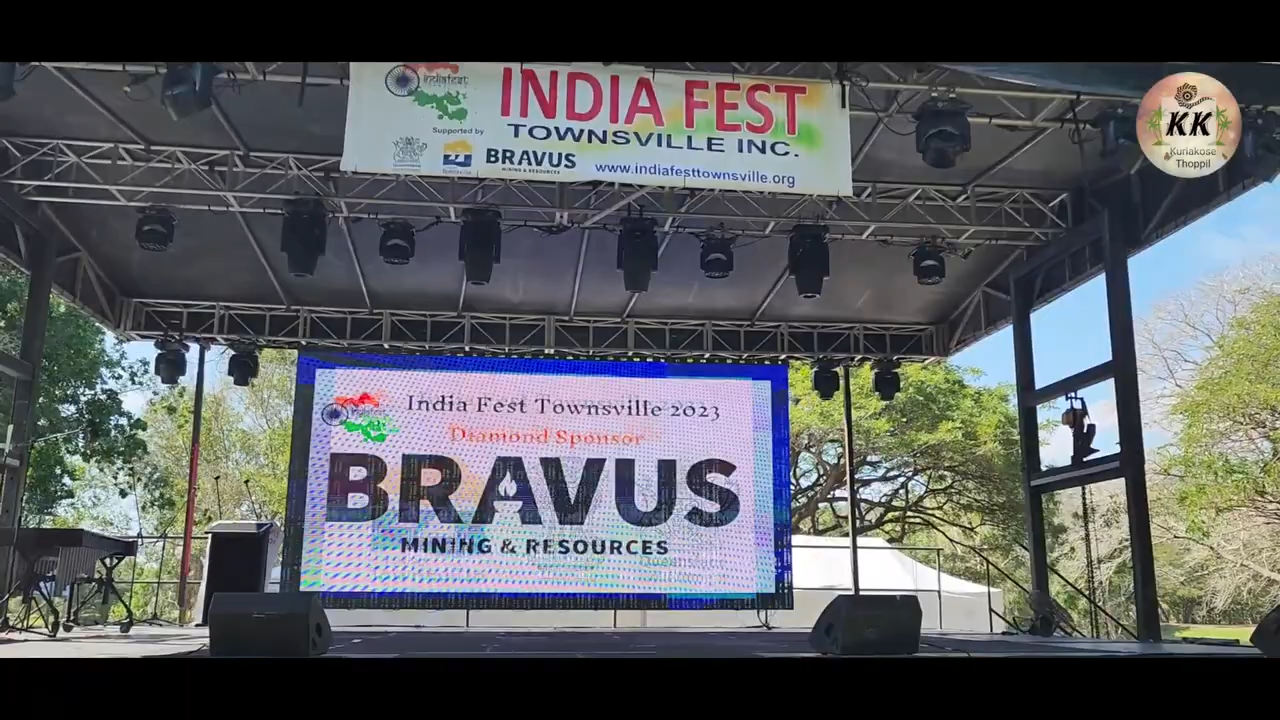 indiafest
INDIA FEST
TOWNSVILLE INC.
Supported by
BRAVUS
MINING & RESOURCES
www.indiafesttownsville.org
KK
Kuriakose
Thoppil
India Fest Townsville 2023
Diamond Sponsor
BRAVUS
MINING & RESOURCES